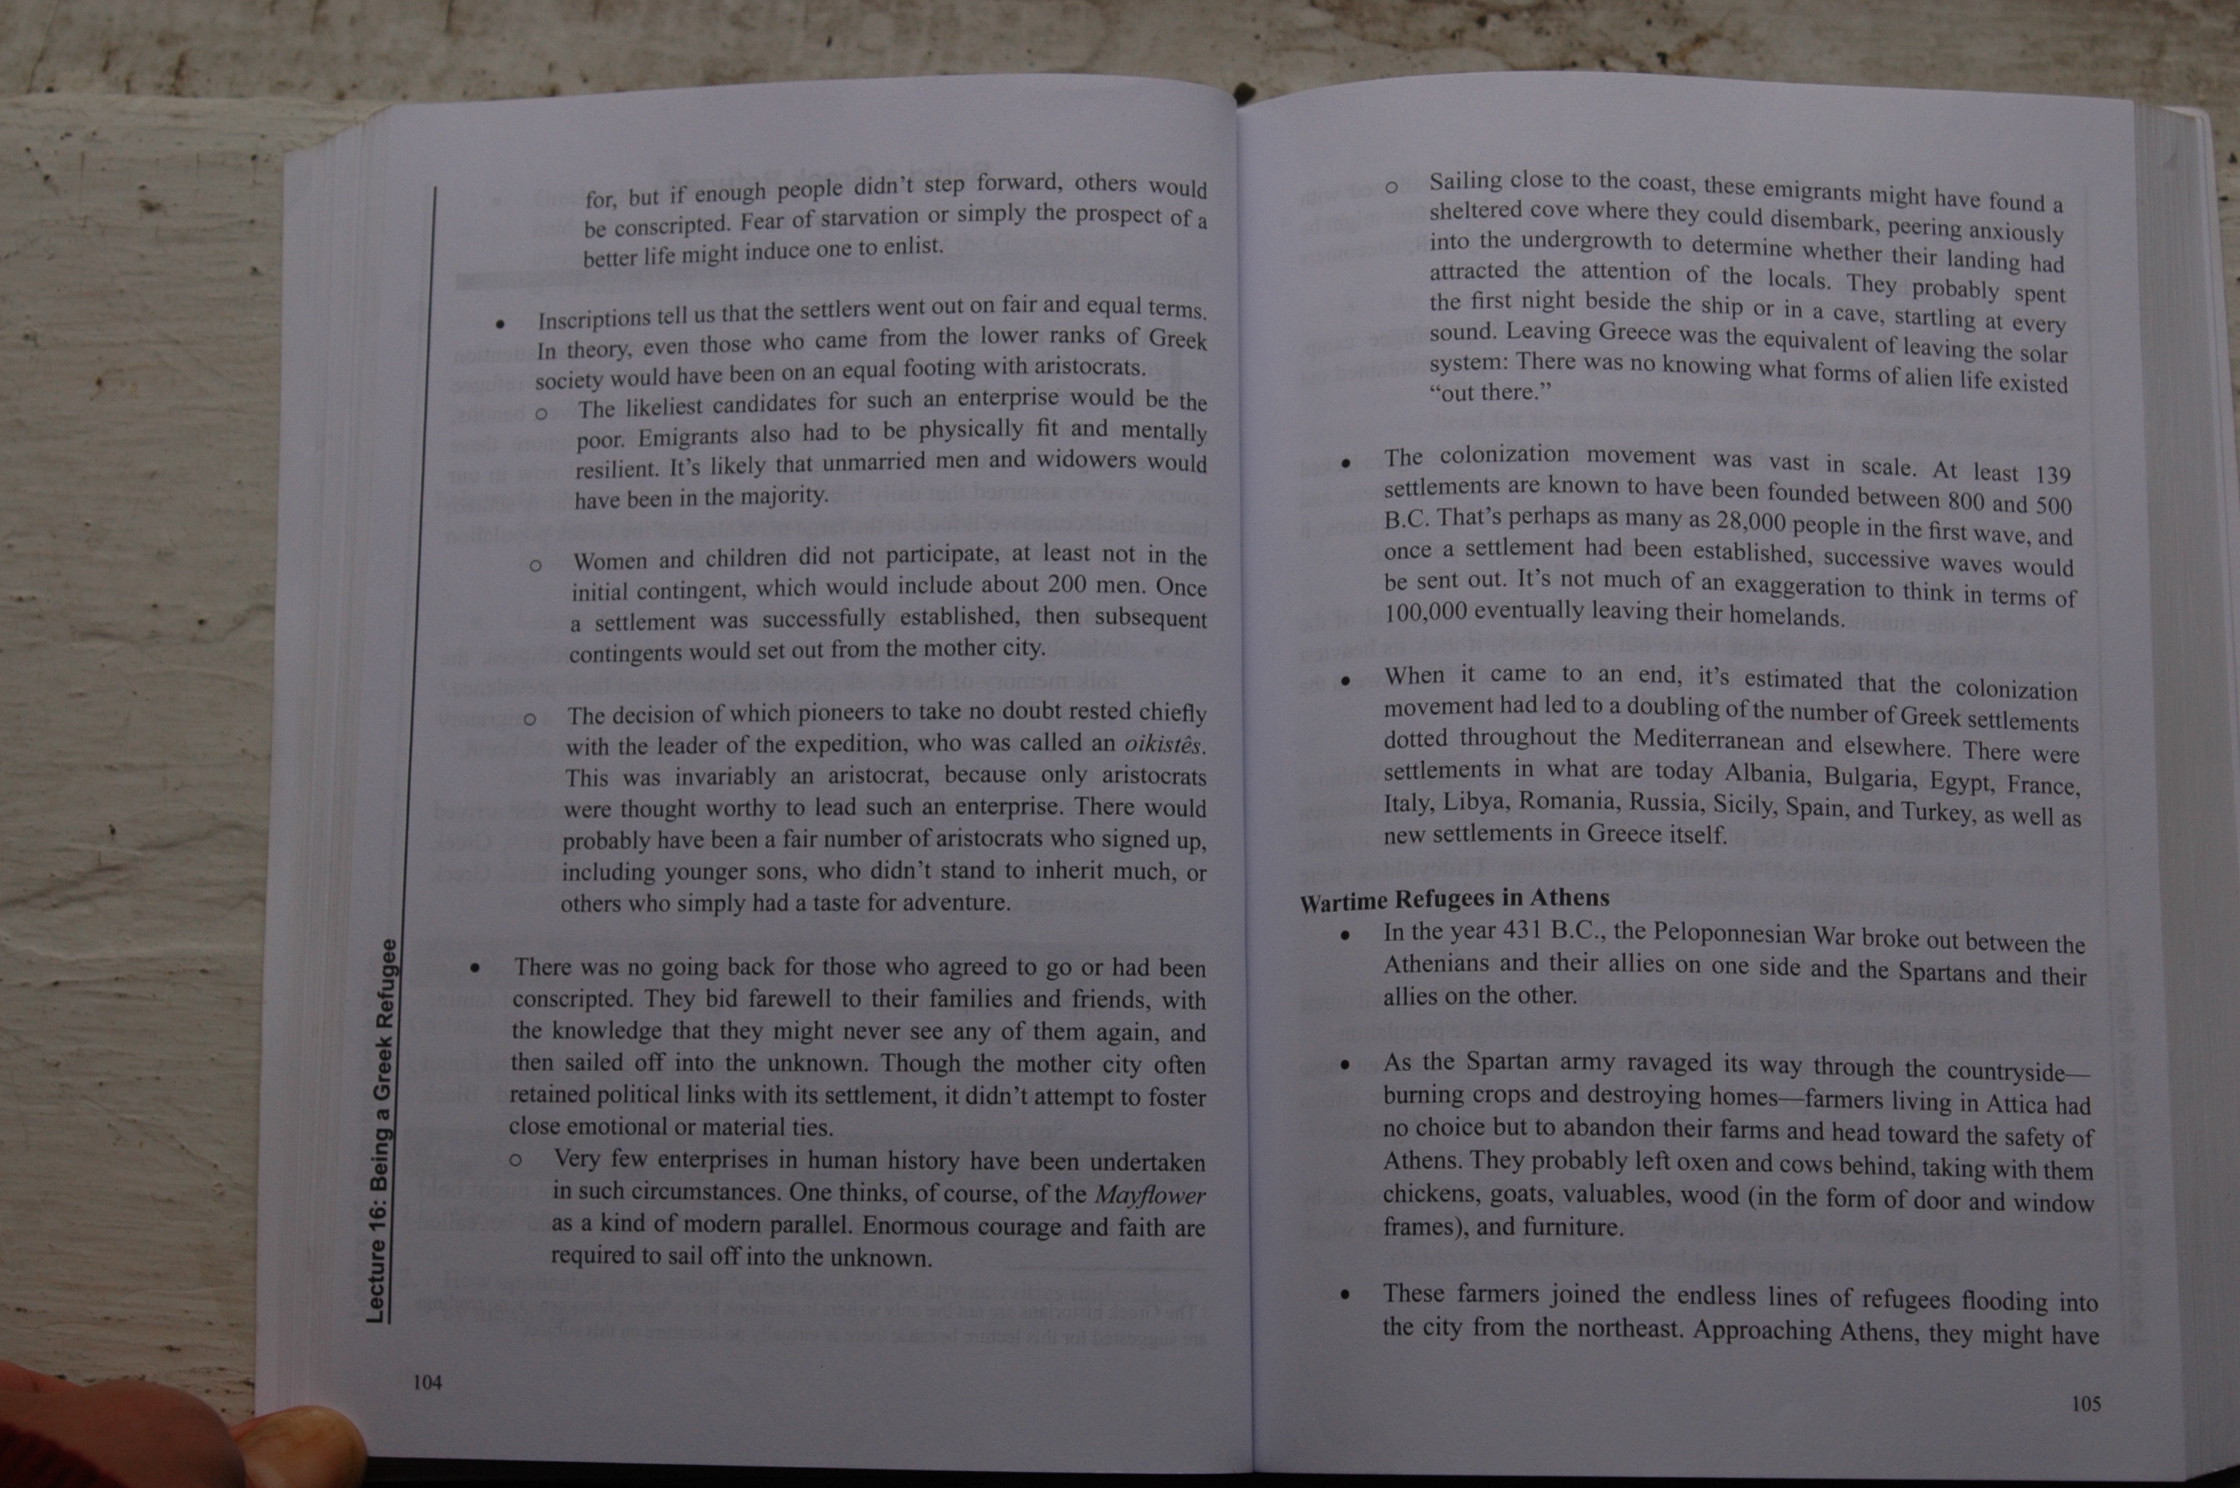 for, but if enough people didn't step forward, others would
be conscripted. Fear of starvation or simply the prospect of a
better life might induce one to enlist.
• Inscriptions tell us that the settlers went out on fair and equal terms.
In theory, even those who came from the lower ranks of Greek
society would have been on an equal footing with aristocrats.
o The likeliest candidates for such an enterprise would be the
poor. Emigrants also had to be physically fit and mentally
resilient. It's likely that unmarried men and widowers would
have been in the majority.
o Women and children did not participate, at least not in the
initial contingent, which would include about 200 men. Once
a settlement was successfully established, then subsequent
contingents would set out from the mother city.
o The decision of which pioneers to take no doubt rested chiefly
with the leader of the expedition, who was called an oikistês.
This was invariably an aristocrat, because only aristocrats
were thought worthy to lead such an enterprise. There would
probably have been a fair number of aristocrats who signed up,
including younger sons, who didn't stand to inherit much, or
others who simply had a taste for adventure.
• There was no going back for those who agreed to go or had been
conscripted. They bid farewell to their families and friends, with
the knowledge that they might never see any of them again, and
then sailed off into the unknown. Though the mother city often
retained political links with its settlement, it didn't attempt to foster
close emotional or material ties.
o Very few enterprises in human history have been undertaken
in such circumstances. One thinks, of course, of the Mayflower
as a kind of modern parallel. Enormous courage and faith are
required to sail off into the unknown.
Lecture 16: Being a Greek Refugee
104
o Sailing close to the coast, these emigrants might have found a
sheltered cove where they could disembark, peering anxiously
into the undergrowth to determine whether their landing had
attracted the attention of the locals. They probably spent
the first night beside the ship or in a cave, startling at every
sound. Leaving Greece was the equivalent of leaving the solar
system: There was no knowing what forms of alien life existed
“out there.”
• The colonization movement was vast in scale. At least 139
settlements are known to have been founded between 800 and 500
B.C. That's perhaps as many as 28,000 people in the first wave, and
once a settlement had been established, successive waves would
be sent out. It's not much of an exaggeration to think in terms of
100,000 eventually leaving their homelands.
• When it came to an end, it's estimated that the colonization
movement had led to a doubling of the number of Greek settlements
dotted throughout the Mediterranean and elsewhere. There were
settlements in what are today Albania, Bulgaria, Egypt, France,
Italy, Libya, Romania, Russia, Sicily, Spain, and Turkey, as well as
new settlements in Greece itself.
Wartime Refugees in Athens
• In the year 431 B.C., the Peloponnesian War broke out between the
Athenians and their allies on one side and the Spartans and their
allies on the other.
• As the Spartan army ravaged its way through the countryside—
burning crops and destroying homes—farmers living in Attica had
no choice but to abandon their farms and head toward the safety of
Athens. They probably left oxen and cows behind, taking with them
chickens, goats, valuables, wood (in the form of door and window
frames), and furniture.
• These farmers joined the endless lines of refugees flooding into
the city from the northeast. Approaching Athens, they might have
105